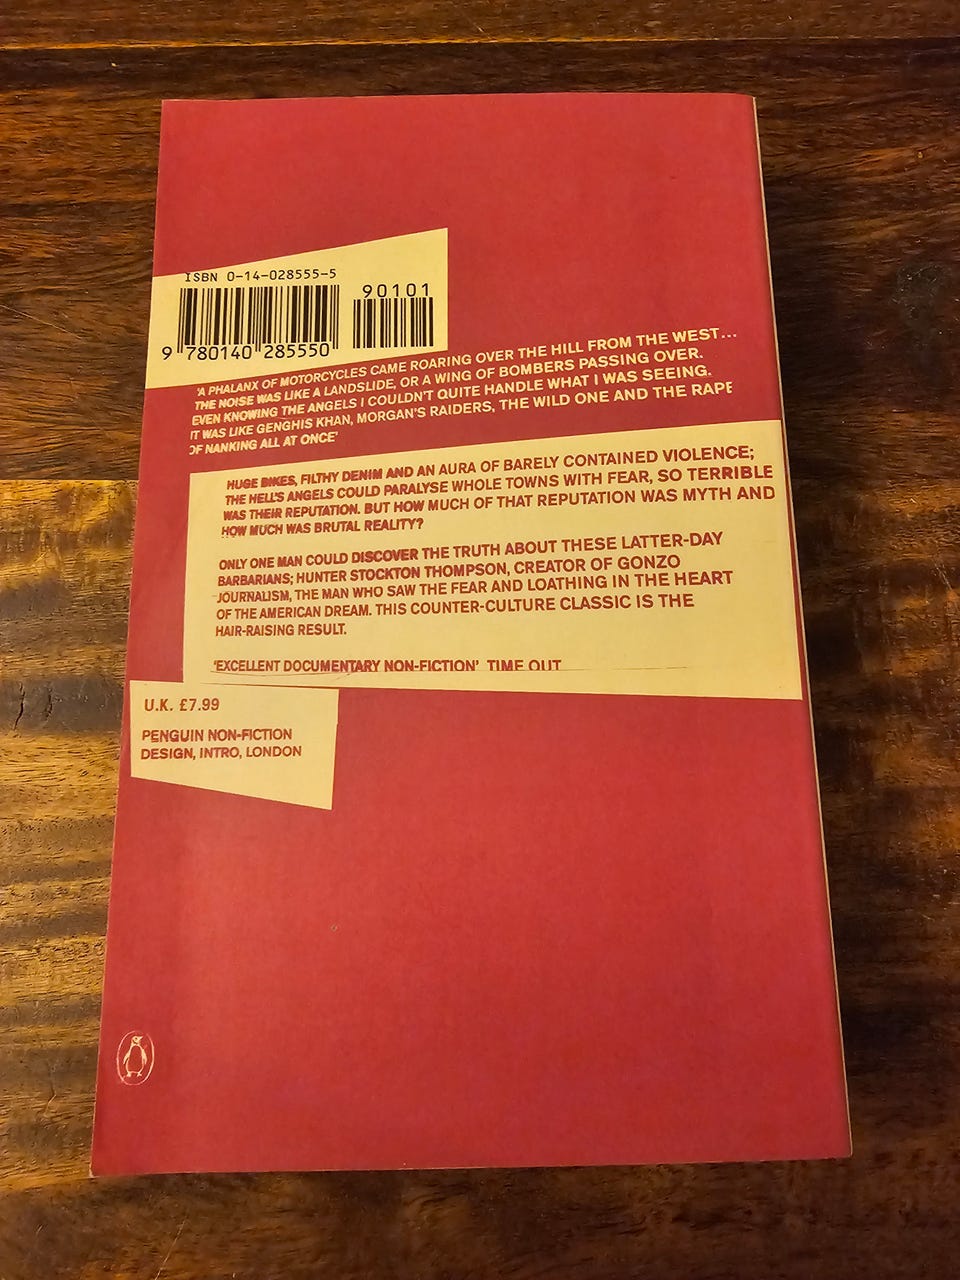 ISBN 0-14-028555-5
90101
9 780140 285550
'A PHALANX OF MOTORCYCLES CAME ROARING OVER THE HILL FROM THE WEST...
THE NOISE WAS LIKE A LANDSLIDE, OR A WING OF BOMBERS PASSING OVER.
EVEN KNOWING THE ANGELS I COULDN'T QUITE HANDLE WHAT I WAS SEEING.
IT WAS LIKE GENGHIS KHAN, MORGAN'S RAIDERS, THE WILD ONE AND THE RAPE
OF NANKING ALL AT ONCE'
HUGE BIKES, FILTHY DENIM AND AN AURA OF BARELY CONTAINED VIOLENCE;
THE HELL'S ANGELS COULD PARALYSE WHOLE TOWNS WITH FEAR, SO TERRIBLE
WAS THEIR REPUTATION. BUT HOW MUCH OF THAT REPUTATION WAS MYTH AND
HOW MUCH WAS BRUTAL REALITY?
ONLY ONE MAN COULD DISCOVER THE TRUTH ABOUT THESE LATTER-DAY
BARBARIANS; HUNTER STOCKTON THOMPSON, CREATOR OF GONZO
JOURNALISM, THE MAN WHO SAW THE FEAR AND LOATHING IN THE HEART
OF THE AMERICAN DREAM. THIS COUNTER-CULTURE CLASSIC IS THE
HAIR-RAISING RESULT.
'EXCELLENT DOCUMENTARY NON-FICTION' TIME OUT
U.K. £7.99
PENGUIN NON-FICTION
DESIGN, INTRO, LONDON